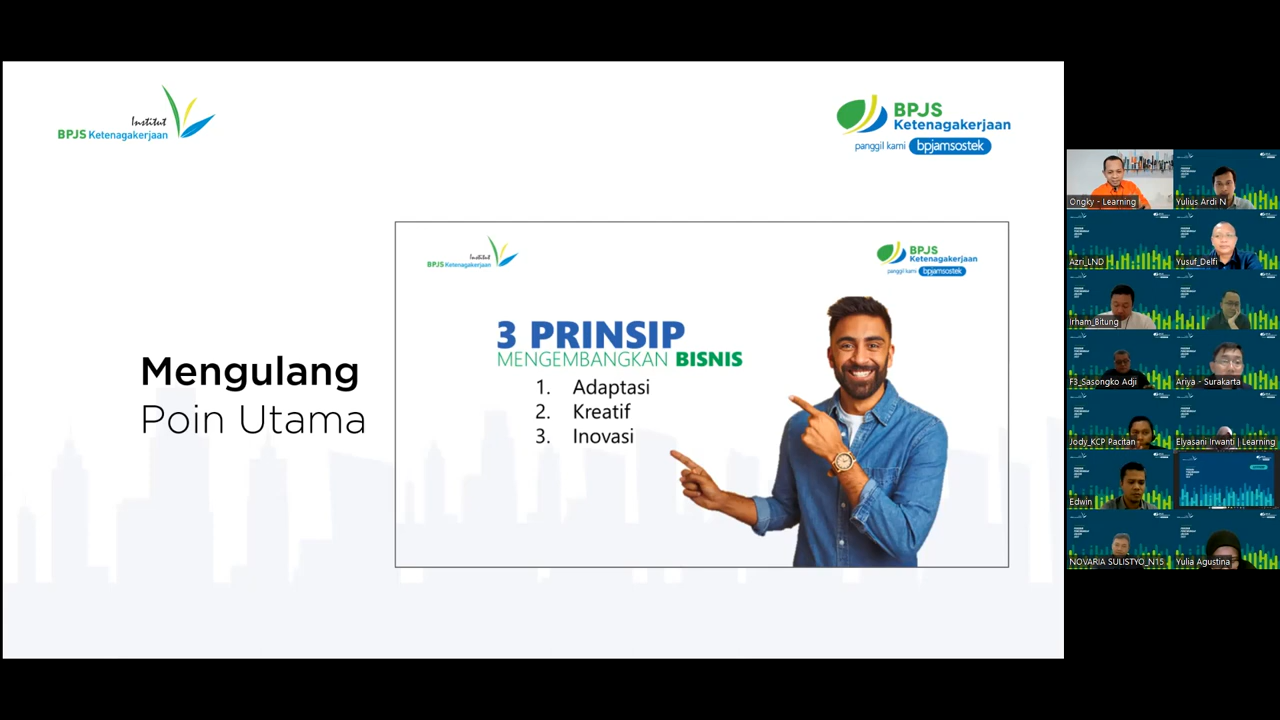 Institut
BPJS Ketenagakerjaan
BPJS
Ketenagakerjaan
panggil kami bpjamsostek
Mengulang
Poin Utama
Institut
BPJS Ketenagakerjaan
BPJS
Ketenagakerjaan
panggil kami bpjamsostek
3 PRINSIP
MENGEMBANGKAN BISNIS
1. Adaptasi
2. Kreatif
3. Inovasi
Ongky - Learning
Yulius Ardi N
Azri_LND
Yusuf_Delfi
Irham_Bitung
F3_Sasongko Adji
Ariya - Surakarta
Jody_KCP Pacitan
Elyasani Irwanti | Learning
Edwin
NOVARIA SULISTYO_N15...
Yulia Agustina